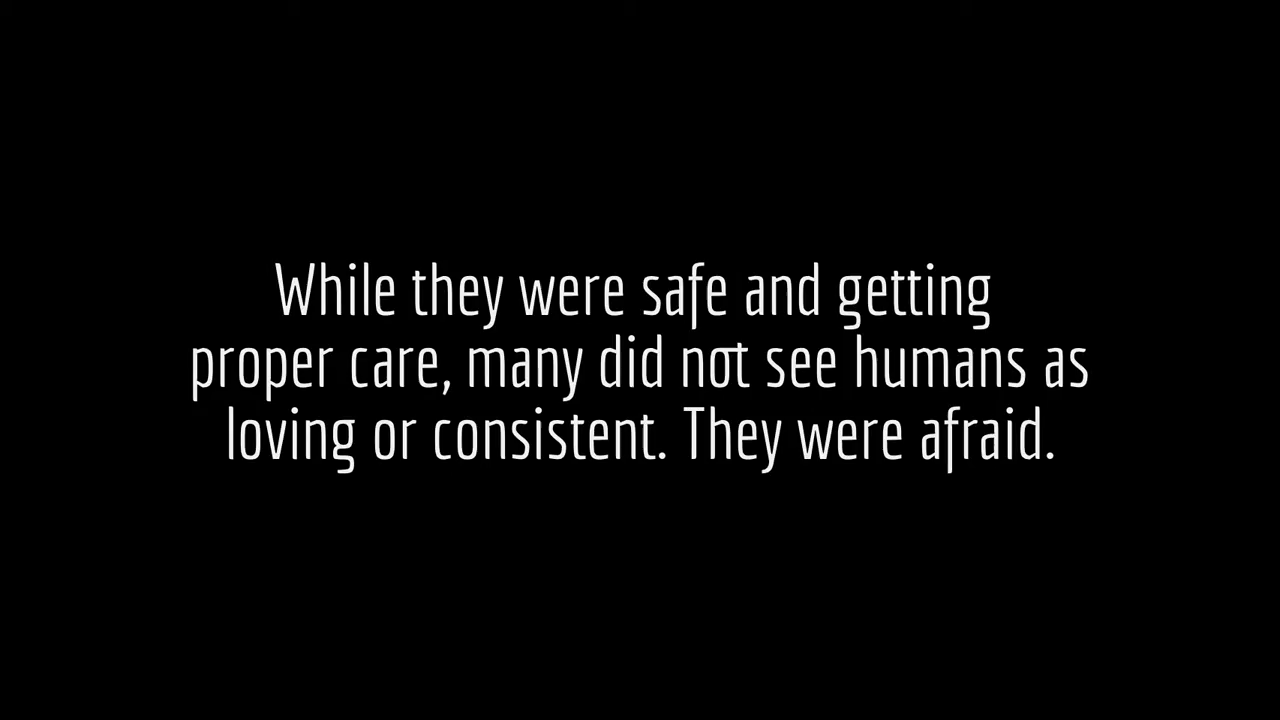 While they were safe and getting
proper care, many did not see humans as
loving or consistent. They were afraid.